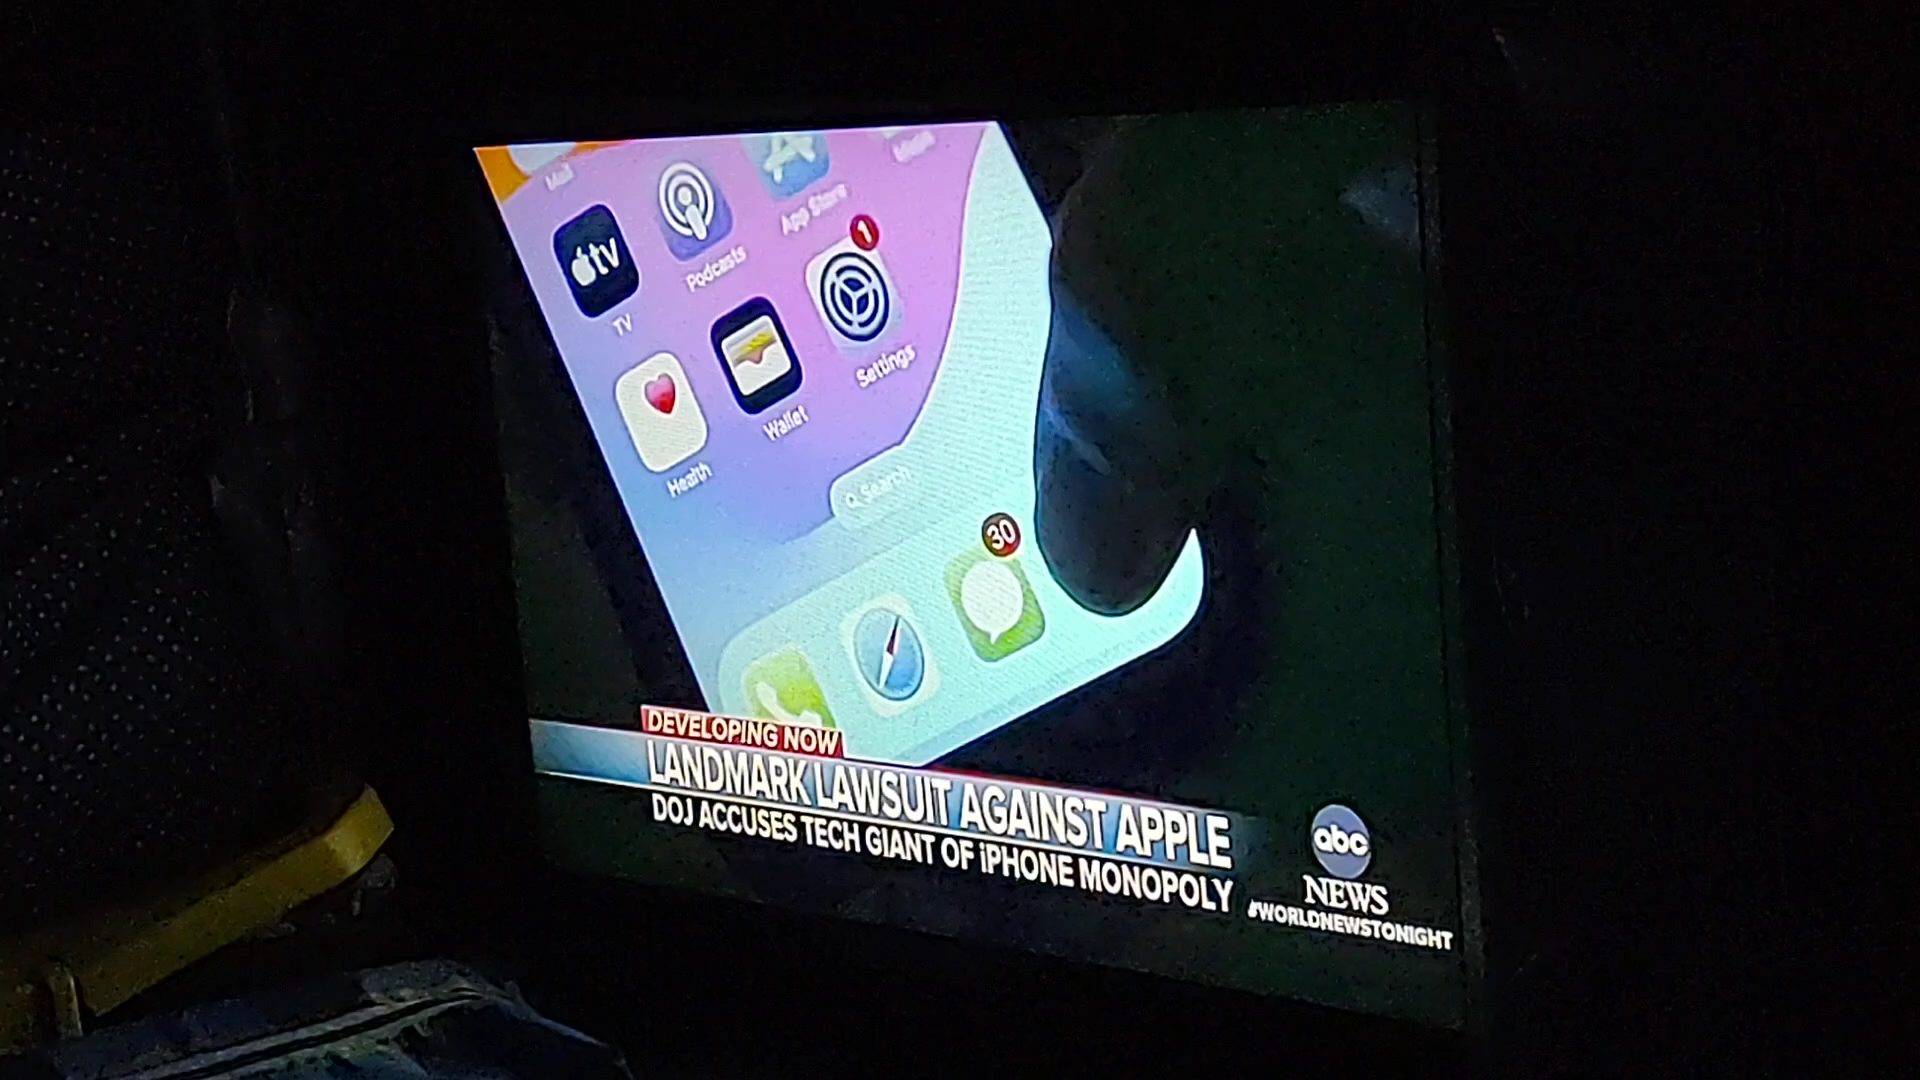 Mail
App Store
Podcasts
tv
TV
1
Settings
Wallet
Health
Search
30
DEVELOPING NOW
LANDMARK LAWSUIT AGAINST APPLE
DOJ ACCUSES TECH GIANT OF iPHONE MONOPOLY
abc
NEWS
#WORLDNEWSTONIGHT